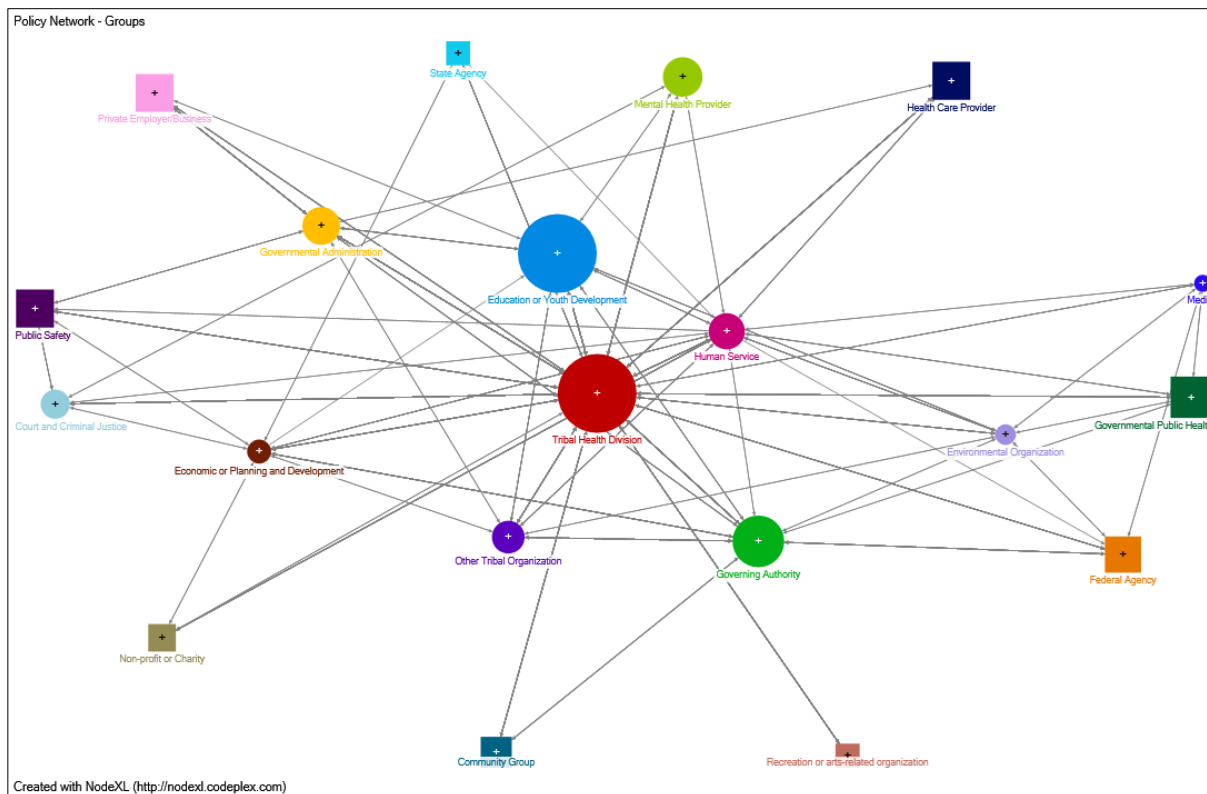 Policy Network - Groups
State Agency
Mental Health Provider
Health Care Provider
Private Employer/Business
Governmental Administration
Education or Youth Development
Medi
Public Safety
Human Service
Court and Criminal Justice
Governmental Public Healt
Tribal Health Division
Environmental Organization
Economic or Planning and Development
Other Tribal Organization
Governing Authority
Federal Agency
Non-profit or Charity
Community Group
Recreation or arts-related organization
Created with NodeXL (http://nodexl.codeplex.com)